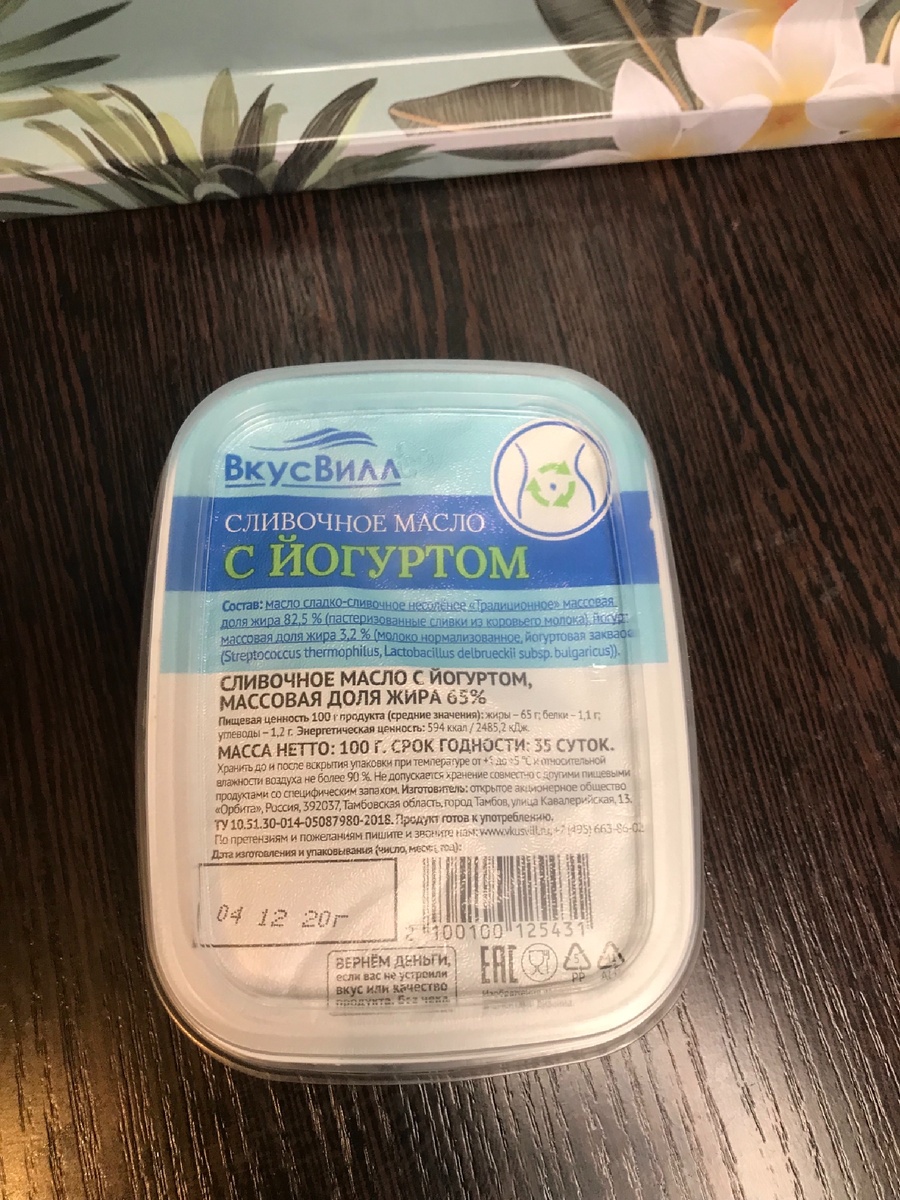 ВкусВилл
СЛИВОЧНОЕ МАСЛО
С ЙОГУРТОМ
Состав: масло сладко-сливочное несоленое «Традиционное» массовая
доля жира 82,5 % (пастеризованные сливки из коровьего молока), йогурт
массовая доля жира 3,2 % (молоко нормализованное, йогуртовая
(Streptococcus thermophilus, Lactobacillus delbrueckii subsp. bulgaricus)).
СЛИВОЧНОЕ МАСЛО С ЙОГУРТОМ,
МАССОВАЯ ДОЛЯ ЖИРА 65%
Пищевая ценность 100 г продукта (средние значения): жиры – 65 г; белки – 1,1 г;
углеводы – 1,2 г. Энергетическая ценность: 594 ккал / 2485,2 кДж.
МАССА НЕТТО: 100 Г. СРОК ГОДНОСТИ: 35 СУТОК.
Хранить до и после вскрытия упаковки при температуре от +1 до +5 °С и относительной
влажности воздуха не более 90 %. Не допускается хранение совместно с другими пищевыми
продуктами со специфическим запахом. Изготовитель: открытое акционерное общество
«Орбита», Россия, 392037, Тамбовская область, город Тамбов, улица Кавалерийская, 13.
ТУ 10.51.30-014-05087980-2018. Продукт готов к употреблению.
По претензиям и пожеланиям пишите и звоните нам: www.vkusvill.ru, +7 (495) 663-86-02
Дата изготовления и упаковывания (число, месяц, год):
04 12 20г
2 100100 125431
ВЕРНЁМ ДЕНЬГИ,
если вас не устроили
вкус или качество
продукта. Без чека
EAC
5
PP
ALF